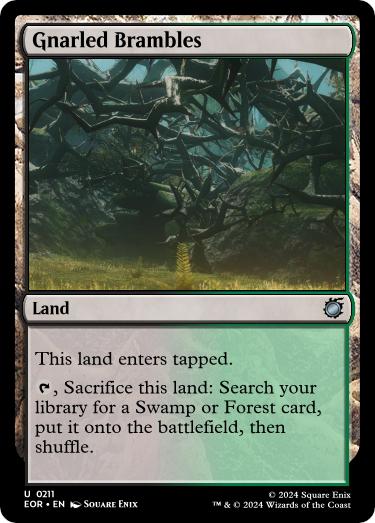 Gnarled Brambles
Land
This land enters tapped.
, Sacrifice this land: Search your
library for a Swamp or Forest card,
put it onto the battlefield, then
shuffle.
U 0211
EOR • EN Square Enix
© 2024 Square Enix
™ & © 2024 Wizards of the Coast